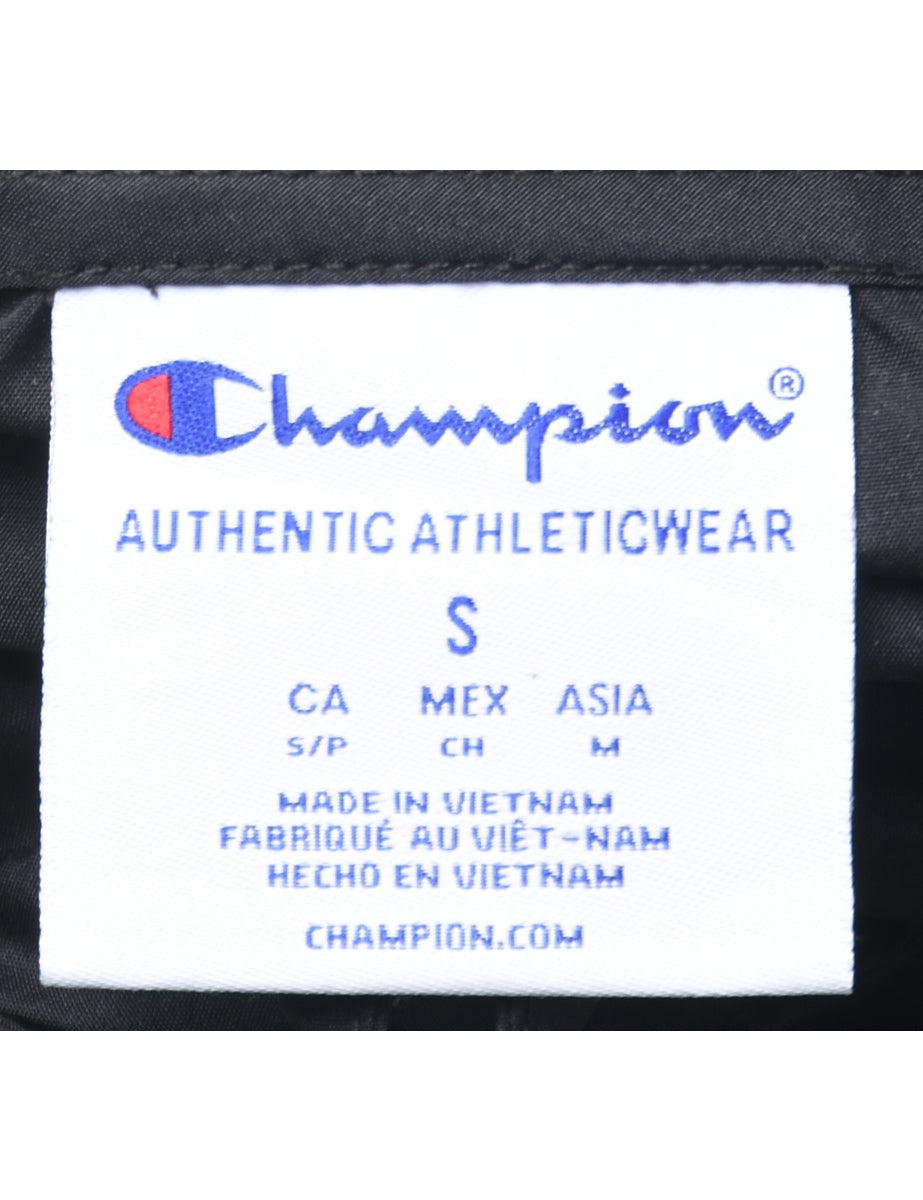 Champion®
AUTHENTIC ATHLETICWEAR
S
CA MEX ASIA
S/P CH M
MADE IN VIETNAM
FABRIQUÉ AU VIÊT-NAM
HECHO EN VIETNAM
CHAMPION.COM